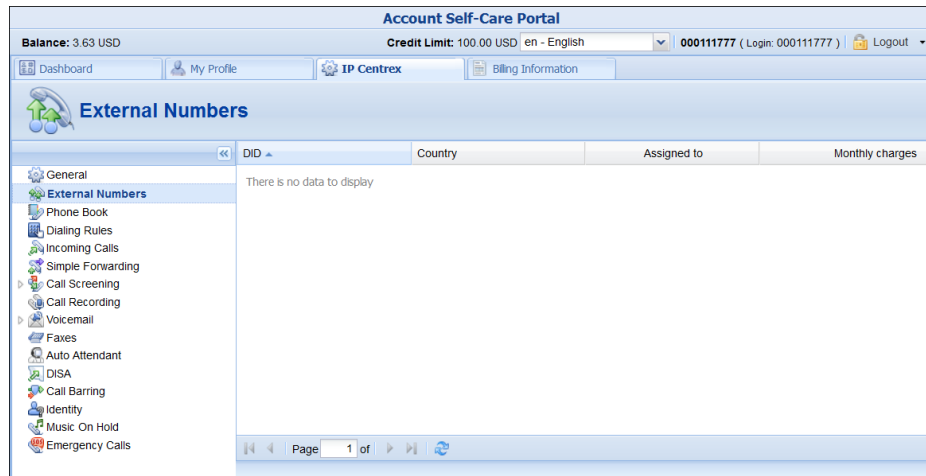 Account Self-Care Portal
Balance: 3.63 USD Credit Limit: 100.00 USD en - English 000111777 ( Login: 000111777 ) Logout
Dashboard My Profile IP Centrex Billing Information
External Numbers
DID Country Assigned to Monthly charges
There is no data to display
General
External Numbers
Phone Book
Dialing Rules
Incoming Calls
Simple Forwarding
Call Screening
Call Recording
Voicemail
Faxes
Auto Attendant
DISA
Call Barring
Identity
Music On Hold
Emergency Calls
Page 1 of